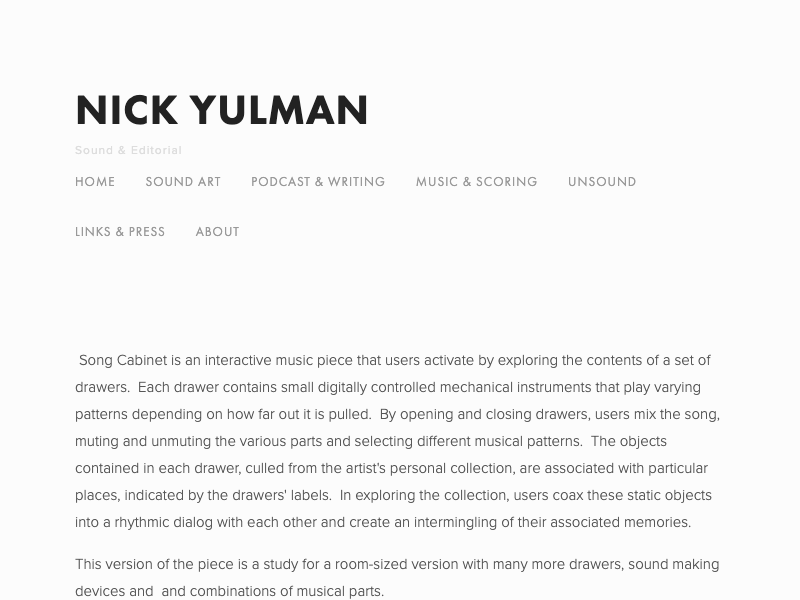 NICK YULMAN
Sound & Editorial
HOME SOUND ART PODCAST & WRITING MUSIC & SCORING UNSOUND
LINKS & PRESS ABOUT
Song Cabinet is an interactive music piece that users activate by exploring the contents of a set of
drawers.  Each drawer contains small digitally controlled mechanical instruments that play varying
patterns depending on how far out it is pulled.  By opening and closing drawers, users mix the song,
muting and unmuting the various parts and selecting different musical patterns.  The objects
contained in each drawer, culled from the artist's personal collection, are associated with particular
places, indicated by the drawers' labels.  In exploring the collection, users coax these static objects
into a rhythmic dialog with each other and create an intermingling of their associated memories.
This version of the piece is a study for a room-sized version with many more drawers, sound making
devices and  and combinations of musical parts.